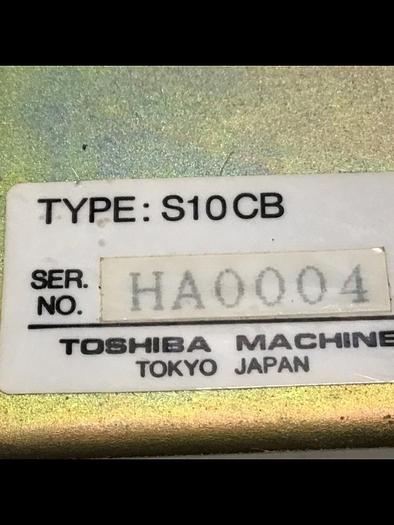 TYPE: S10CB
SER. NO. HA0004
TOSHIBA MACHINE
TOKYO JAPAN